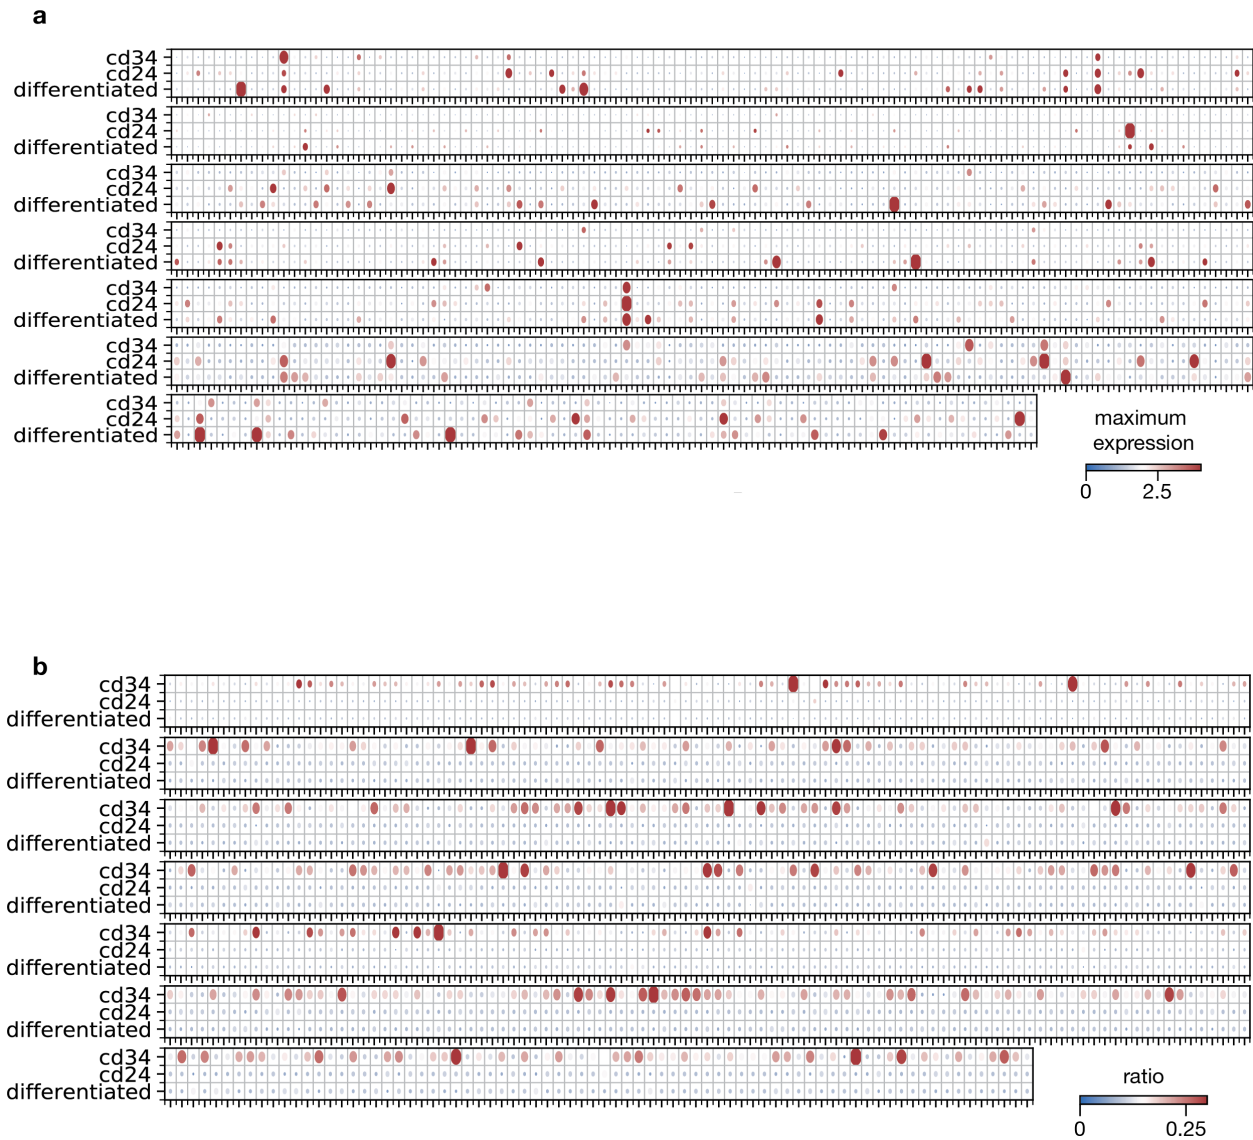 a
cd34
cd24
differentiated
cd34
cd24
differentiated
cd34
cd24
differentiated
cd34
cd24
differentiated
cd34
cd24
differentiated
cd34
cd24
differentiated
cd34
cd24
differentiated
maximum
expression
0 2.5
b
cd34
cd24
differentiated
cd34
cd24
differentiated
cd34
cd24
differentiated
cd34
cd24
differentiated
cd34
cd24
differentiated
cd34
cd24
differentiated
cd34
cd24
differentiated
ratio
0 0.25